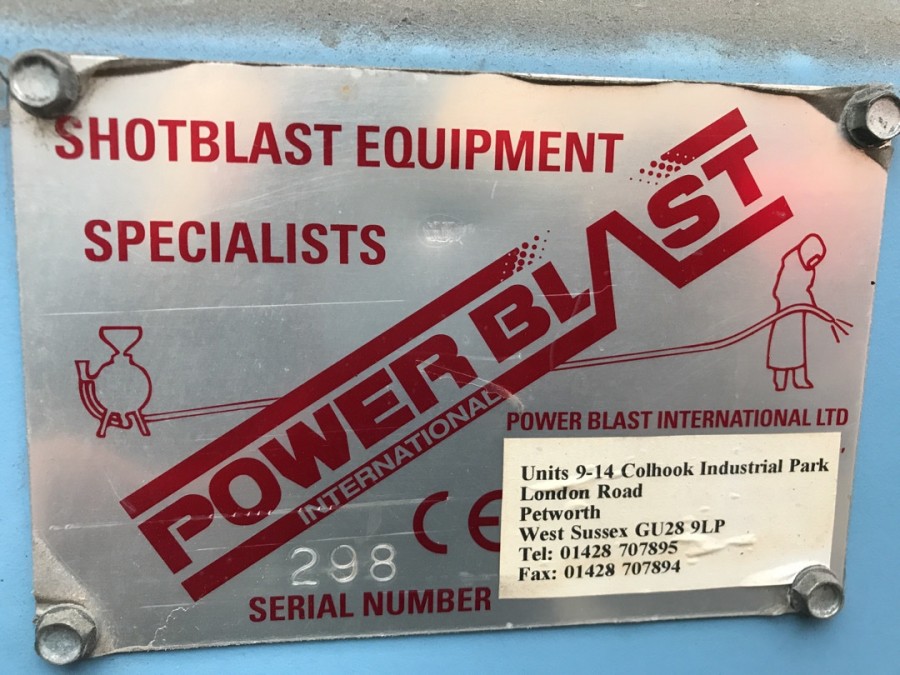 SHOTBLAST EQUIPMENT
SPECIALISTS
POWER BLAST
INTERNATIONAL
POWER BLAST INTERNATIONAL LTD
Units 9-14 Colhook Industrial Park
London Road
Petworth
West Sussex GU28 9LP
Tel: 01428 707895
Fax: 01428 707894
CE
298
SERIAL NUMBER